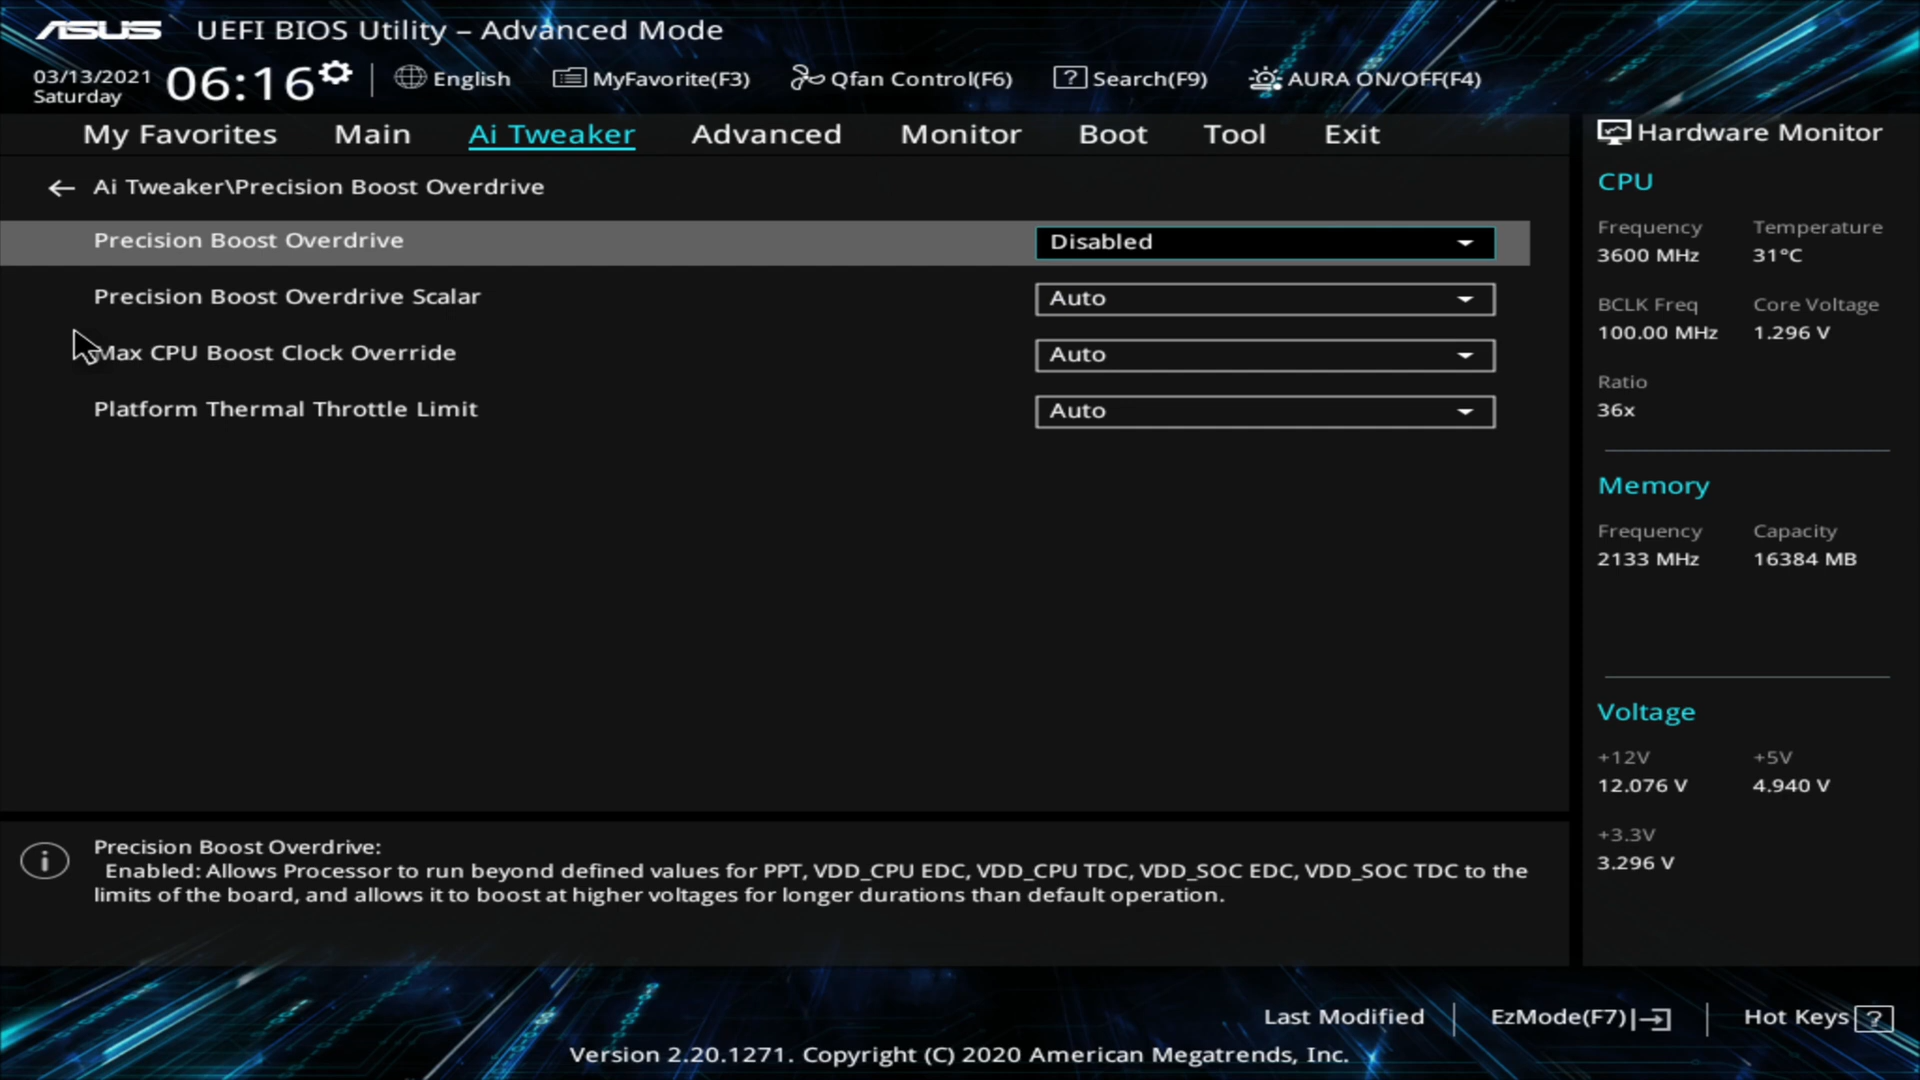 ASUS UEFI BIOS Utility – Advanced Mode
03/13/2021
Saturday
06:16
English
MyFavorite(F3)
Qfan Control(F6)
? Search(F9)
AURA ON/OFF(F4)
My Favorites Main Ai Tweaker Advanced Monitor Boot Tool Exit
Hardware Monitor
Ai Tweaker\Precision Boost Overdrive
Precision Boost Overdrive Disabled
Precision Boost Overdrive Scalar Auto
Max CPU Boost Clock Override Auto
Platform Thermal Throttle Limit Auto
CPU
Frequency Temperature
3600 MHz 31°C
BCLK Freq Core Voltage
100.00 MHz 1.296 V
Ratio
36x
Memory
Frequency Capacity
2133 MHz 16384 MB
Voltage
+12V +5V
12.076 V 4.940 V
+3.3V
3.296 V
i
Precision Boost Overdrive:
Enabled: Allows Processor to run beyond defined values for PPT, VDD_CPU EDC, VDD_CPU TDC, VDD_SOC EDC, VDD_SOC TDC to the
limits of the board, and allows it to boost at higher voltages for longer durations than default operation.
Last Modified EzMode(F7) Hot Keys ?
Version 2.20.1271. Copyright (C) 2020 American Megatrends, Inc.